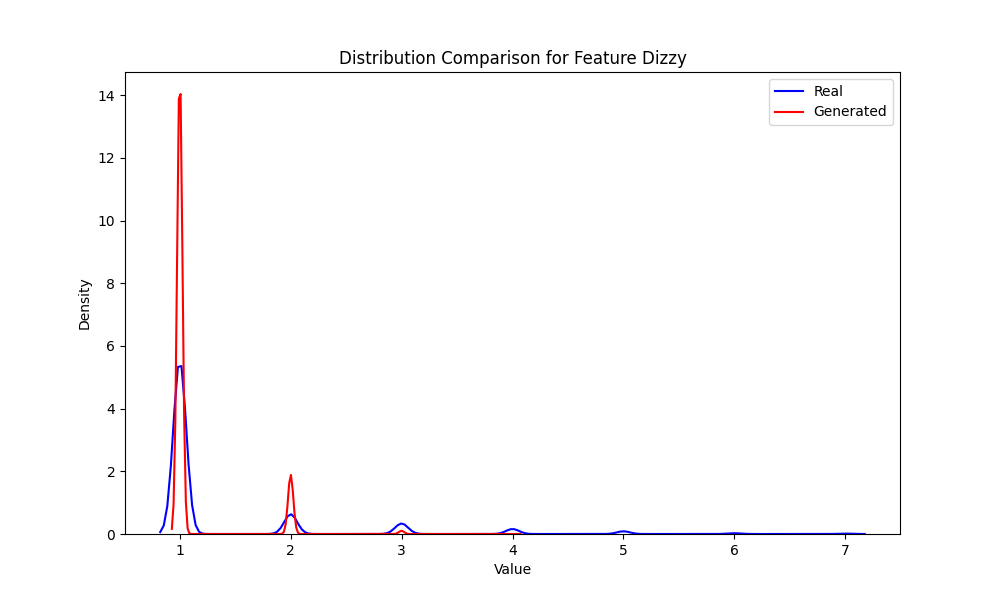 Distribution Comparison for Feature Dizzy
Real
Generated
14
12
10
8
6
4
2
0
Density
1 2 3 4 5 6 7
Value